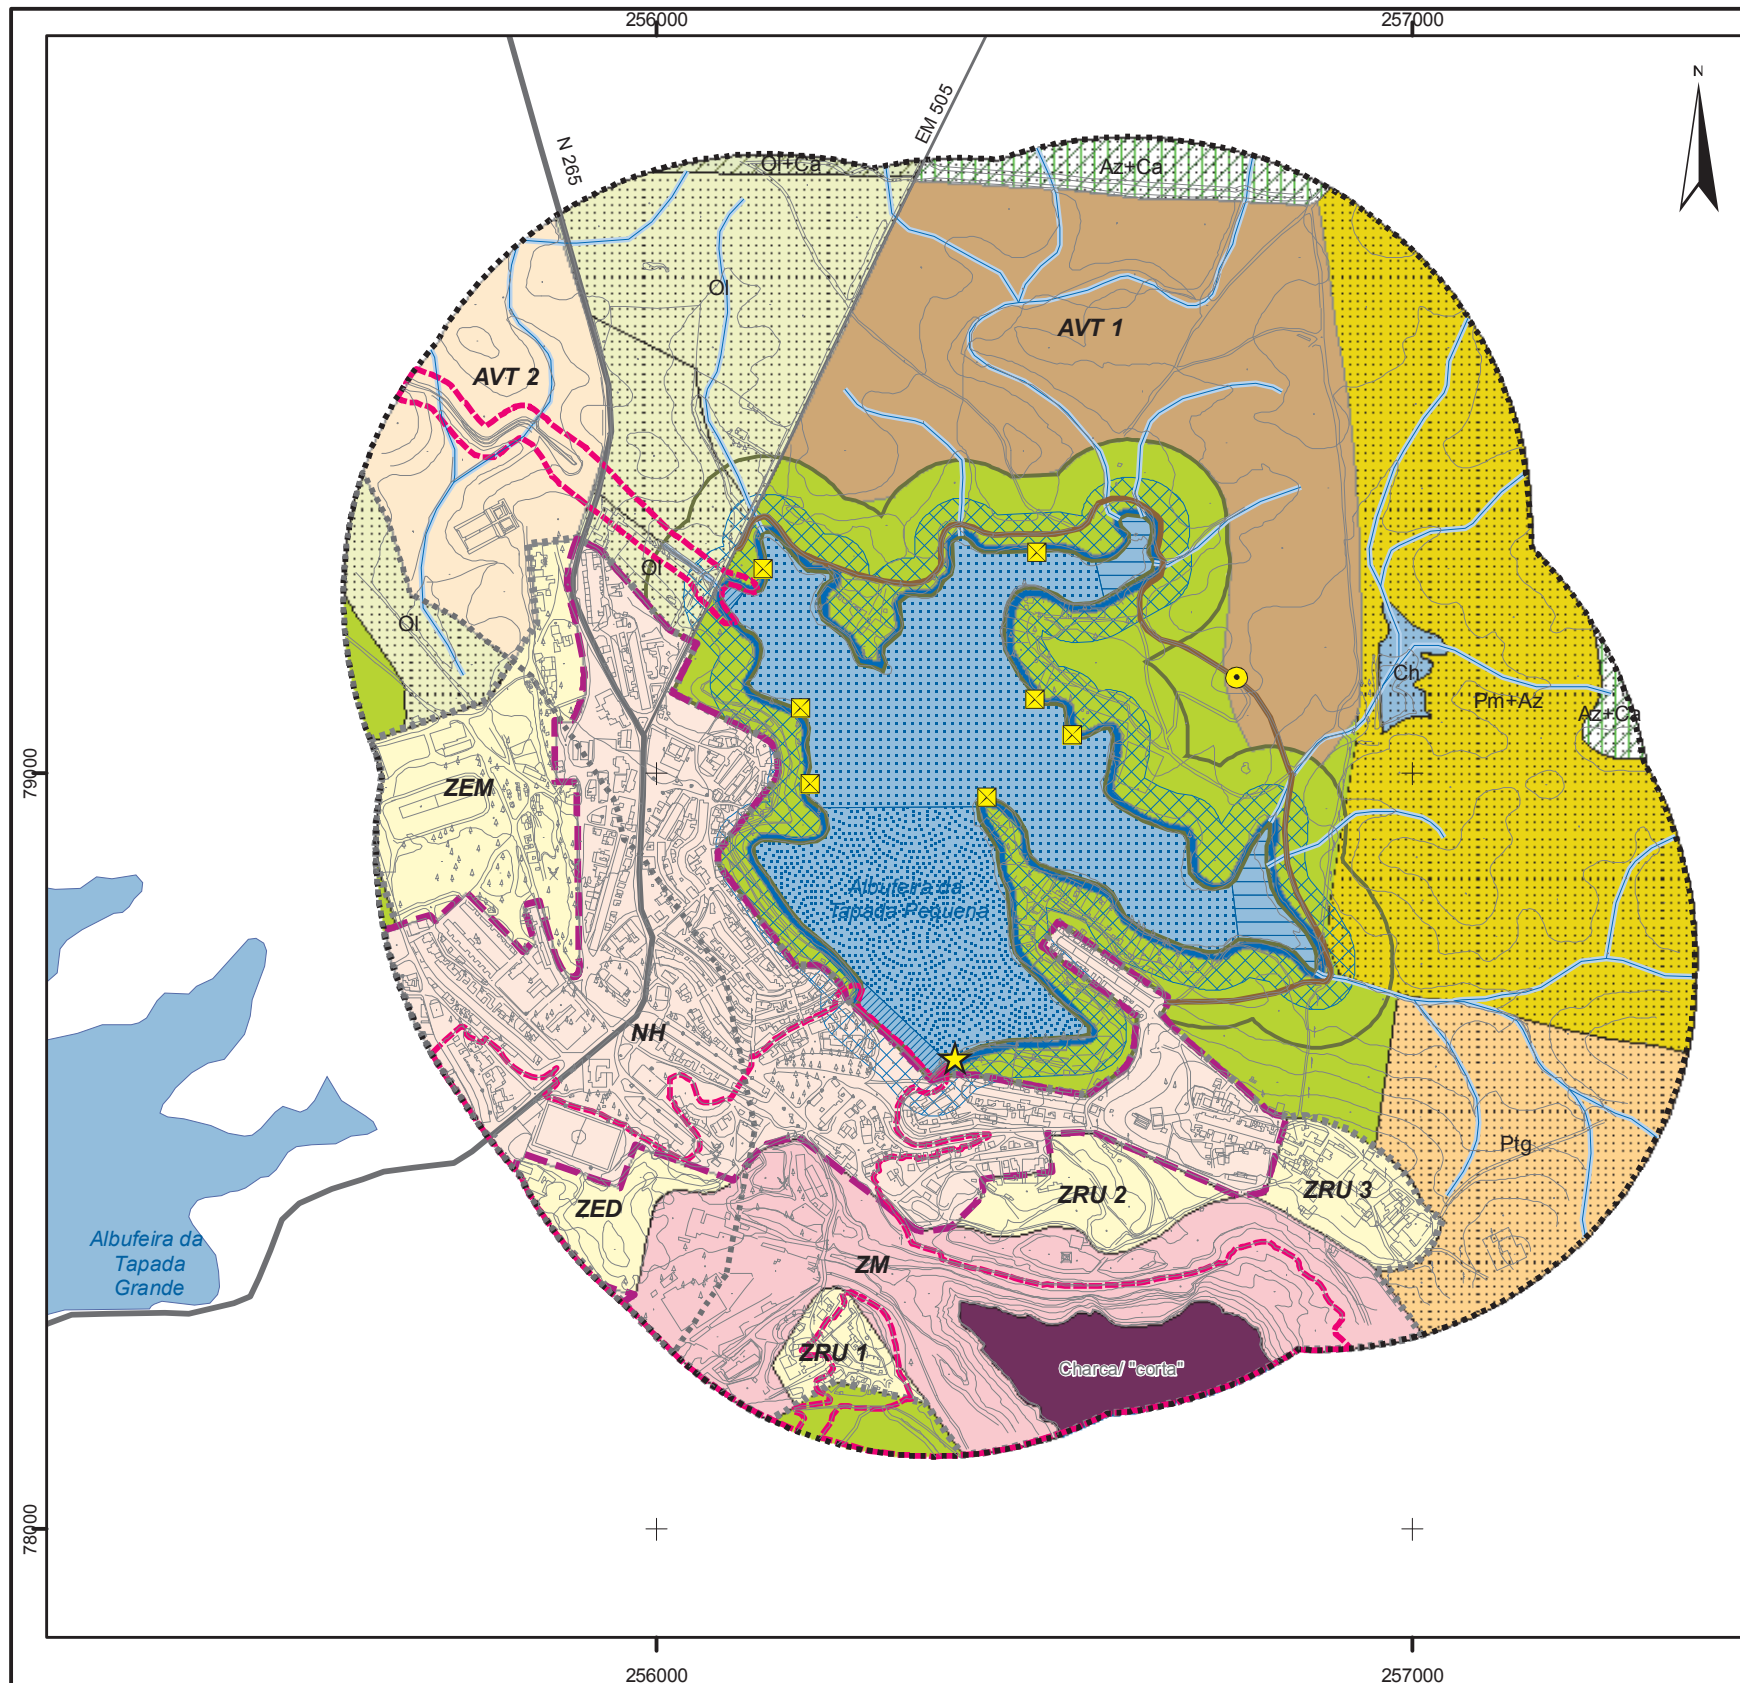 256000
257000
N
N 265
EM 505
Ol+Ca
Az+Ca
Ol
AVT 1
AVT 2
Ol
Ol
Ch
Pm+Az
Az+Ca
79000
ZEM
Albufeira da
Tapada Pequena
NH
Ptg
ZRU 2
ZRU 3
ZED
Albufeira da
Tapada
Grande
ZM
ZRU 1
Charca/ "corta"
78000
256000
257000